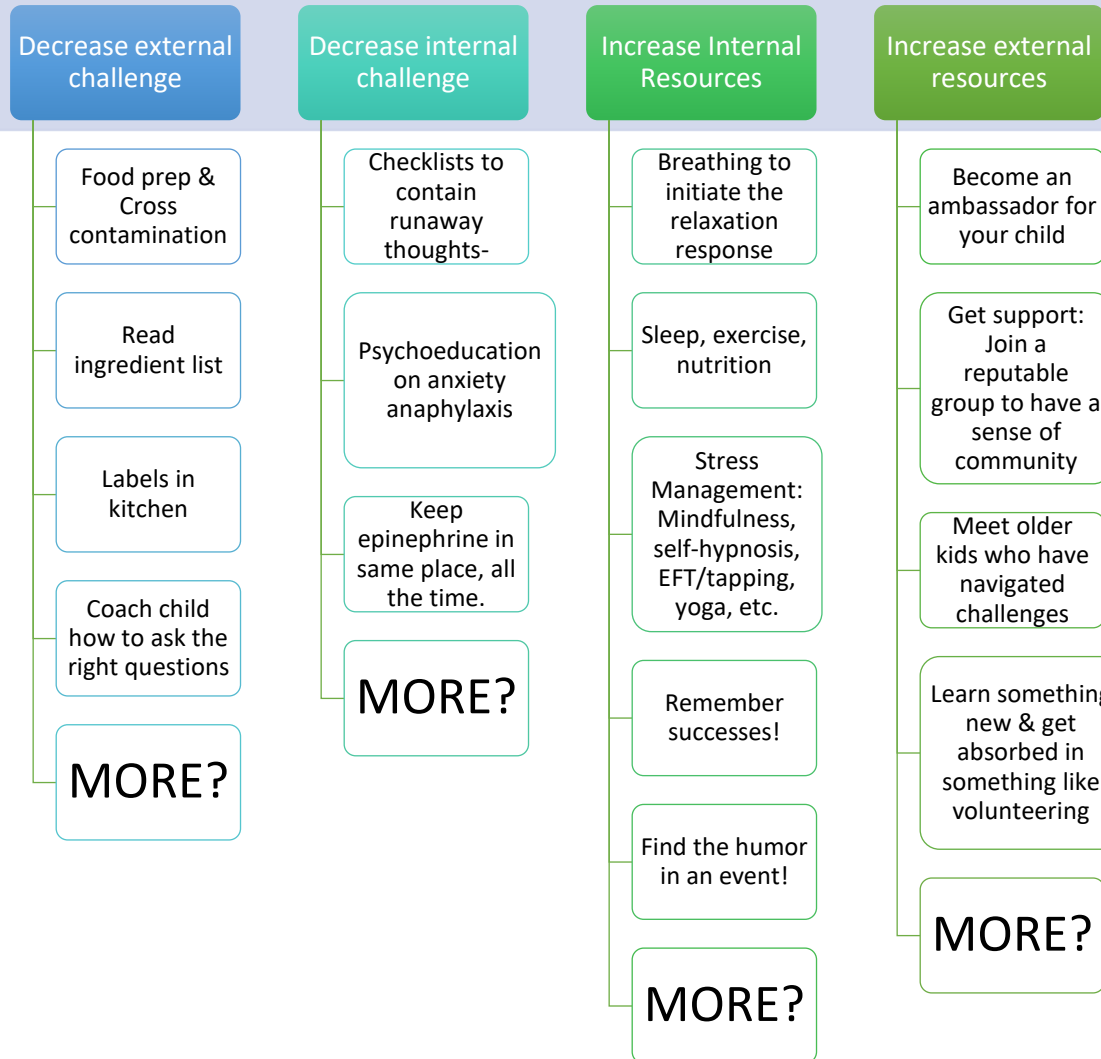 Decrease external
challenge
Food prep &
Cross
contamination
Read
ingredient list
Labels in
kitchen
Coach child
how to ask the
right questions
MORE?
Decrease internal
challenge
Checklists to
contain
runaway
thoughts-
Psychoeducation
on anxiety
anaphylaxis
Keep
epinephrine in
same place, all
the time.
MORE?
Increase Internal
Resources
Breathing to
initiate the
relaxation
response
Sleep, exercise,
nutrition
Stress
Management:
Mindfulness,
self-hypnosis,
EFT/tapping,
yoga, etc.
Remember
successes!
Find the humor
in an event!
MORE?
Increase external
resources
Become an
ambassador for
your child
Get support:
Join a
reputable
group to have a
sense of
community
Meet older
kids who have
navigated
challenges
Learn something
new & get
absorbed in
something like
volunteering
MORE?